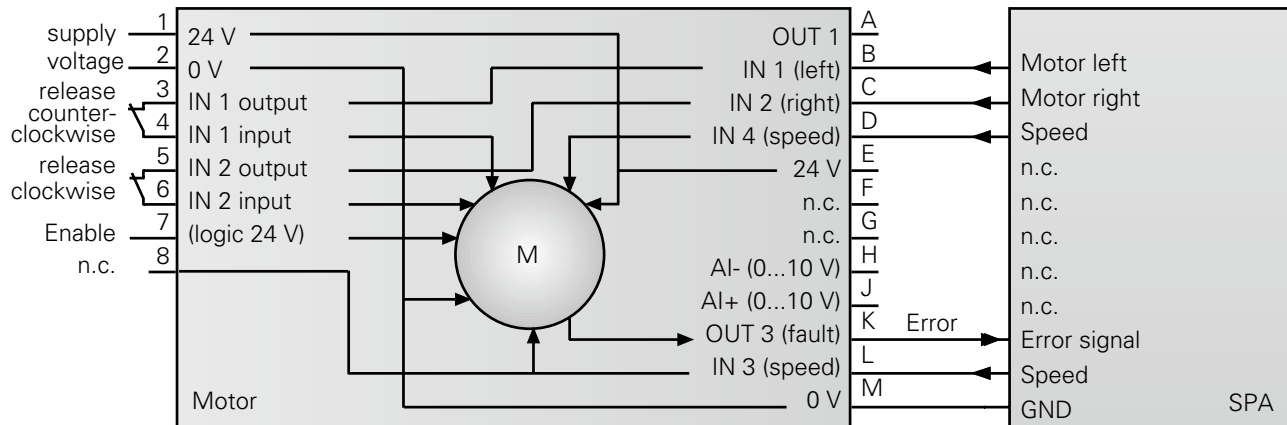 supply
voltage
release
counter-
clockwise
release
clockwise
Enable
n.c.
1
2
3
4
5
6
7
8
24 V
0 V
IN 1 output
IN 1 input
IN 2 output
IN 2 input
(logic 24 V)
M
Motor
OUT 1
IN 1 (left)
IN 2 (right)
IN 4 (speed)
24 V
n.c.
n.c.
AI- (0...10 V)
AI+ (0...10 V)
OUT 3 (fault)
IN 3 (speed)
0 V
A
B
C
D
E
F
G
H
J
K
L
M
Error
Motor left
Motor right
Speed
n.c.
n.c.
n.c.
n.c.
n.c.
Error signal
Speed
GND
SPA